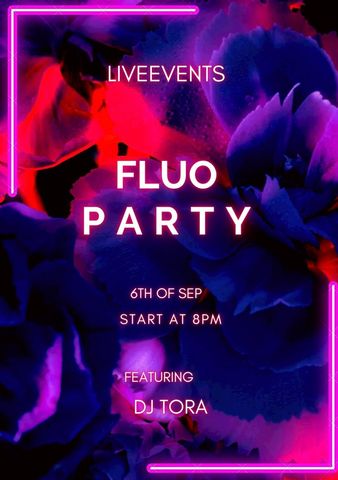 LIVEEVENTS
FLUO
PARTY
6TH OF SEP
START AT 8PM
FEATURING
DJ TORA